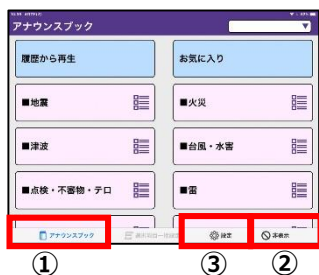 アナウンスブック
履歴から再生
お気に入り
■地震
■火災
■津波
■台風・水害
■点検・不審物・テロ
■雷
アナウンスブック
設定
非表示
①
③
②